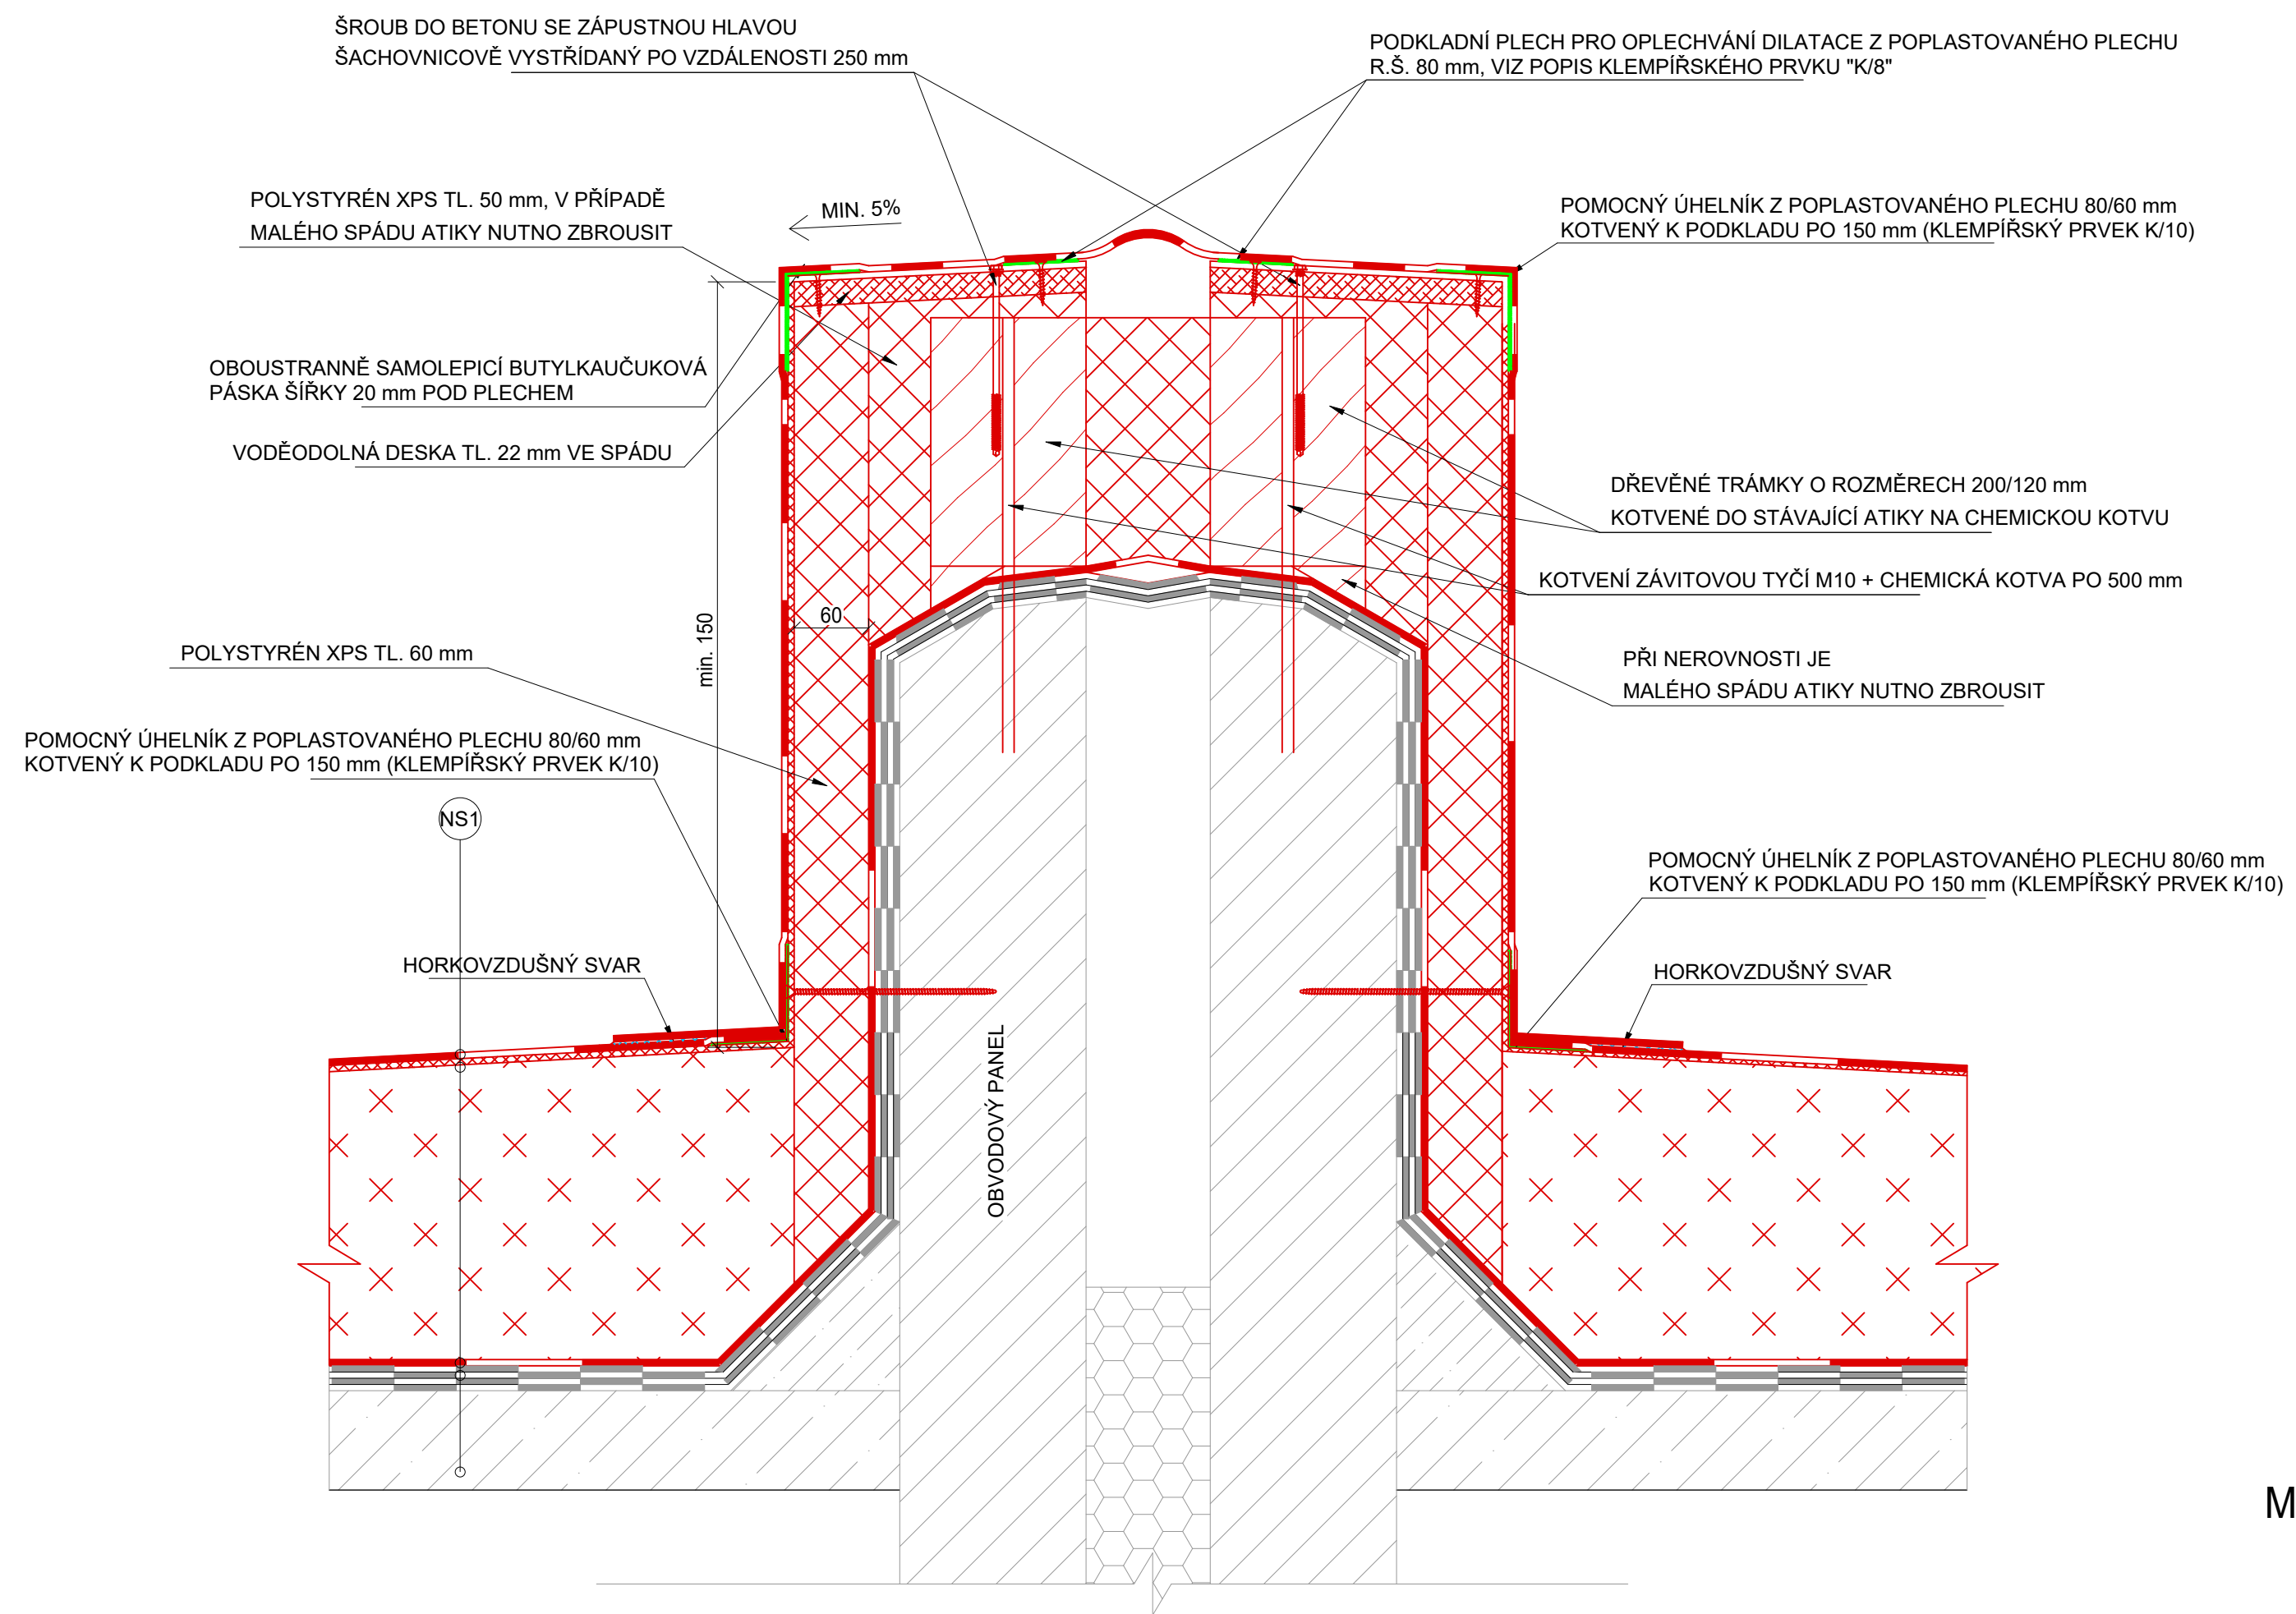 ŠROUB DO BETONU SE ZÁPUSTNOU HLAVOU
ŠACHOVNICOVĚ VYSTŘÍDANÝ PO VZDÁLENOSTI 250 mm
PODKLADNÍ PLECH PRO OPLECHVÁNÍ DILATACE Z POPLASTOVANÉHO PLECHU
R.Š. 80 mm, VIZ POPIS KLEMPÍŘSKÉHO PRVKU "K/8"
POLYSTYRÉN XPS TL. 50 mm, V PŘÍPADĚ
MALÉHO SPÁDU ATIKY NUTNO ZBROUSIT
MIN. 5%
POMOCNÝ ÚHELNÍK Z POPLASTOVANÉHO PLECHU 80/60 mm
KOTVENÝ K PODKLADU PO 150 mm (KLEMPÍŘSKÝ PRVEK K/10)
OBOUSTRANNĚ SAMOLEPICÍ BUTYLKAUČUKOVÁ
PÁSKA ŠÍŘKY 20 mm POD PLECHEM
VODĚODOLNÁ DESKA TL. 22 mm VE SPÁDU
DŘEVĚNÉ TRÁMKY O ROZMĚRECH 200/120 mm
KOTVENÉ DO STÁVAJÍCÍ ATIKY NA CHEMICKOU KOTVU
KOTVENÍ ZÁVITOVOU TYČÍ M10 + CHEMICKÁ KOTVA PO 500 mm
60
min. 150
POLYSTYRÉN XPS TL. 60 mm
PŘI NEROVNOSTI JE
MALÉHO SPÁDU ATIKY NUTNO ZBROUSIT
POMOCNÝ ÚHELNÍK Z POPLASTOVANÉHO PLECHU 80/60 mm
KOTVENÝ K PODKLADU PO 150 mm (KLEMPÍŘSKÝ PRVEK K/10)
NS1
POMOCNÝ ÚHELNÍK Z POPLASTOVANÉHO PLECHU 80/60 mm
KOTVENÝ K PODKLADU PO 150 mm (KLEMPÍŘSKÝ PRVEK K/10)
HORKOVZDUŠNÝ SVAR
HORKOVZDUŠNÝ SVAR
OBVODOVÝ PANEL
M